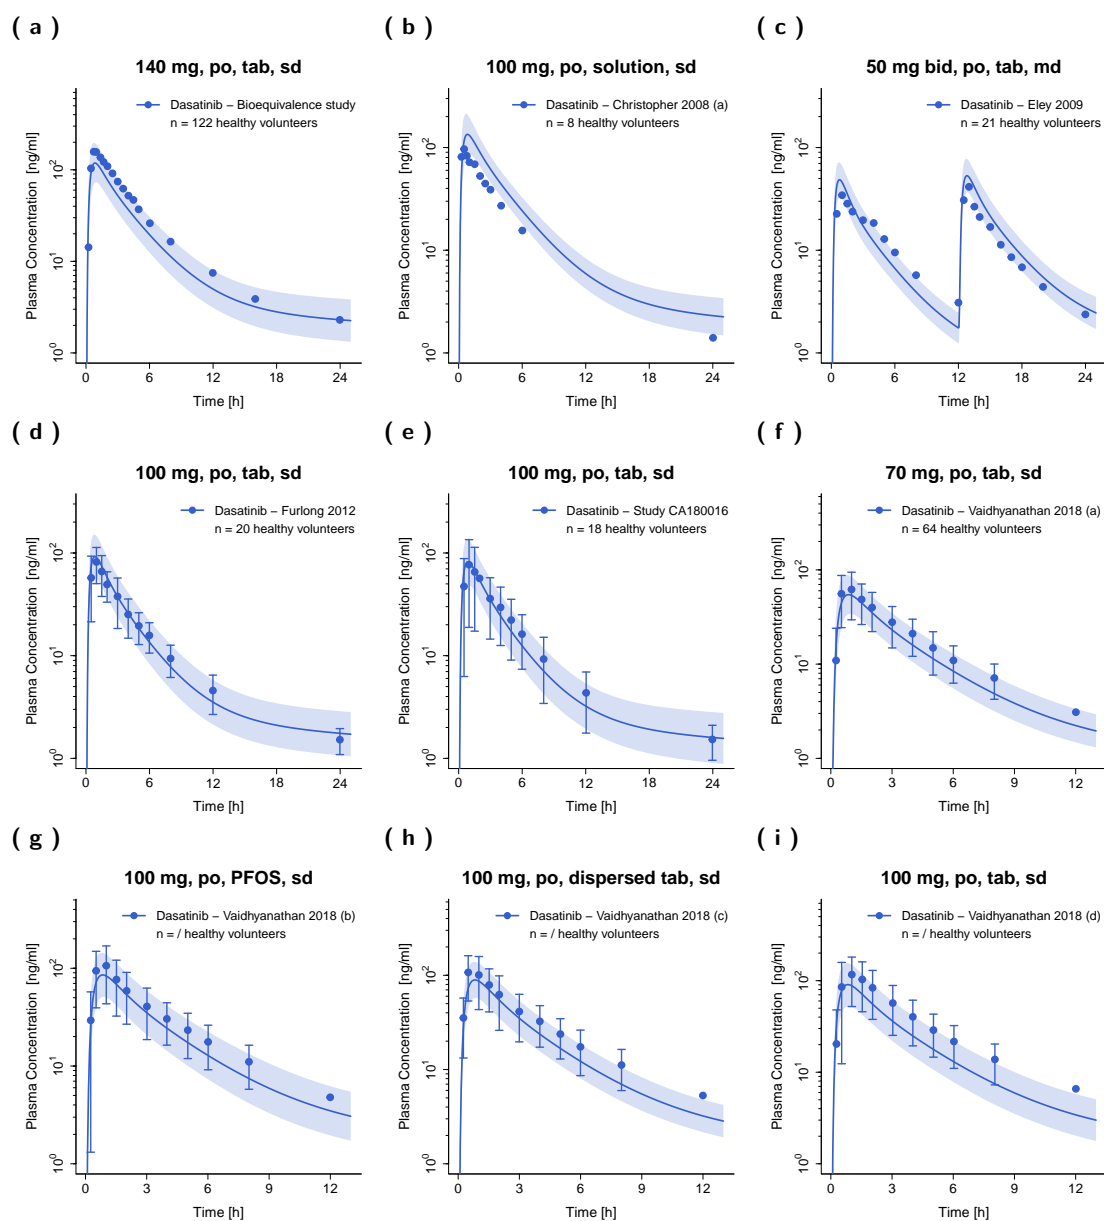 ( a )
140 mg, po, tab, sd
Dasatinib − Bioequivalence study
n = 122 healthy volunteers
Plasma Concentration [ng/ml]
10^0
10^1
10^2
0 6 12 18 24
Time [h]
( b )
100 mg, po, solution, sd
Dasatinib − Christopher 2008 (a)
n = 8 healthy volunteers
Plasma Concentration [ng/ml]
10^0
10^1
10^2
0 6 12 18 24
Time [h]
( c )
50 mg bid, po, tab, md
Dasatinib − Eley 2009
n = 21 healthy volunteers
Plasma Concentration [ng/ml]
10^0
10^1
10^2
0 6 12 18 24
Time [h]
( d )
100 mg, po, tab, sd
Dasatinib − Furlong 2012
n = 20 healthy volunteers
Plasma Concentration [ng/ml]
10^0
10^1
10^2
0 6 12 18 24
Time [h]
( e )
100 mg, po, tab, sd
Dasatinib − Study CA180016
n = 18 healthy volunteers
Plasma Concentration [ng/ml]
10^0
10^1
10^2
0 6 12 18 24
Time [h]
( f )
70 mg, po, tab, sd
Dasatinib − Vaidhyanathan 2018 (a)
n = 64 healthy volunteers
Plasma Concentration [ng/ml]
10^0
10^1
10^2
0 3 6 9 12
Time [h]
( g )
100 mg, po, PFOS, sd
Dasatinib − Vaidhyanathan 2018 (b)
n = / healthy volunteers
Plasma Concentration [ng/ml]
10^0
10^1
10^2
0 3 6 9 12
Time [h]
( h )
100 mg, po, dispersed tab, sd
Dasatinib − Vaidhyanathan 2018 (c)
n = / healthy volunteers
Plasma Concentration [ng/ml]
10^0
10^1
10^2
0 3 6 9 12
Time [h]
( i )
100 mg, po, tab, sd
Dasatinib − Vaidhyanathan 2018 (d)
n = / healthy volunteers
Plasma Concentration [ng/ml]
10^0
10^1
10^2
0 3 6 9 12
Time [h]